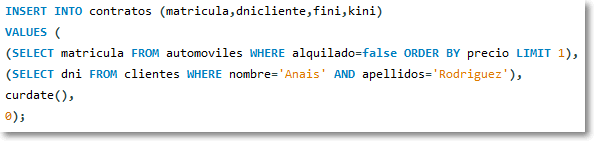 INSERT INTO contratos (matricula,dnicliente,fini,kini)
VALUES (
(SELECT matricula FROM automoviles WHERE alquilado=false ORDER BY precio LIMIT 1),
(SELECT dni FROM clientes WHERE nombre='Anais' AND apellidos='Rodriguez'),
curdate(),
0);